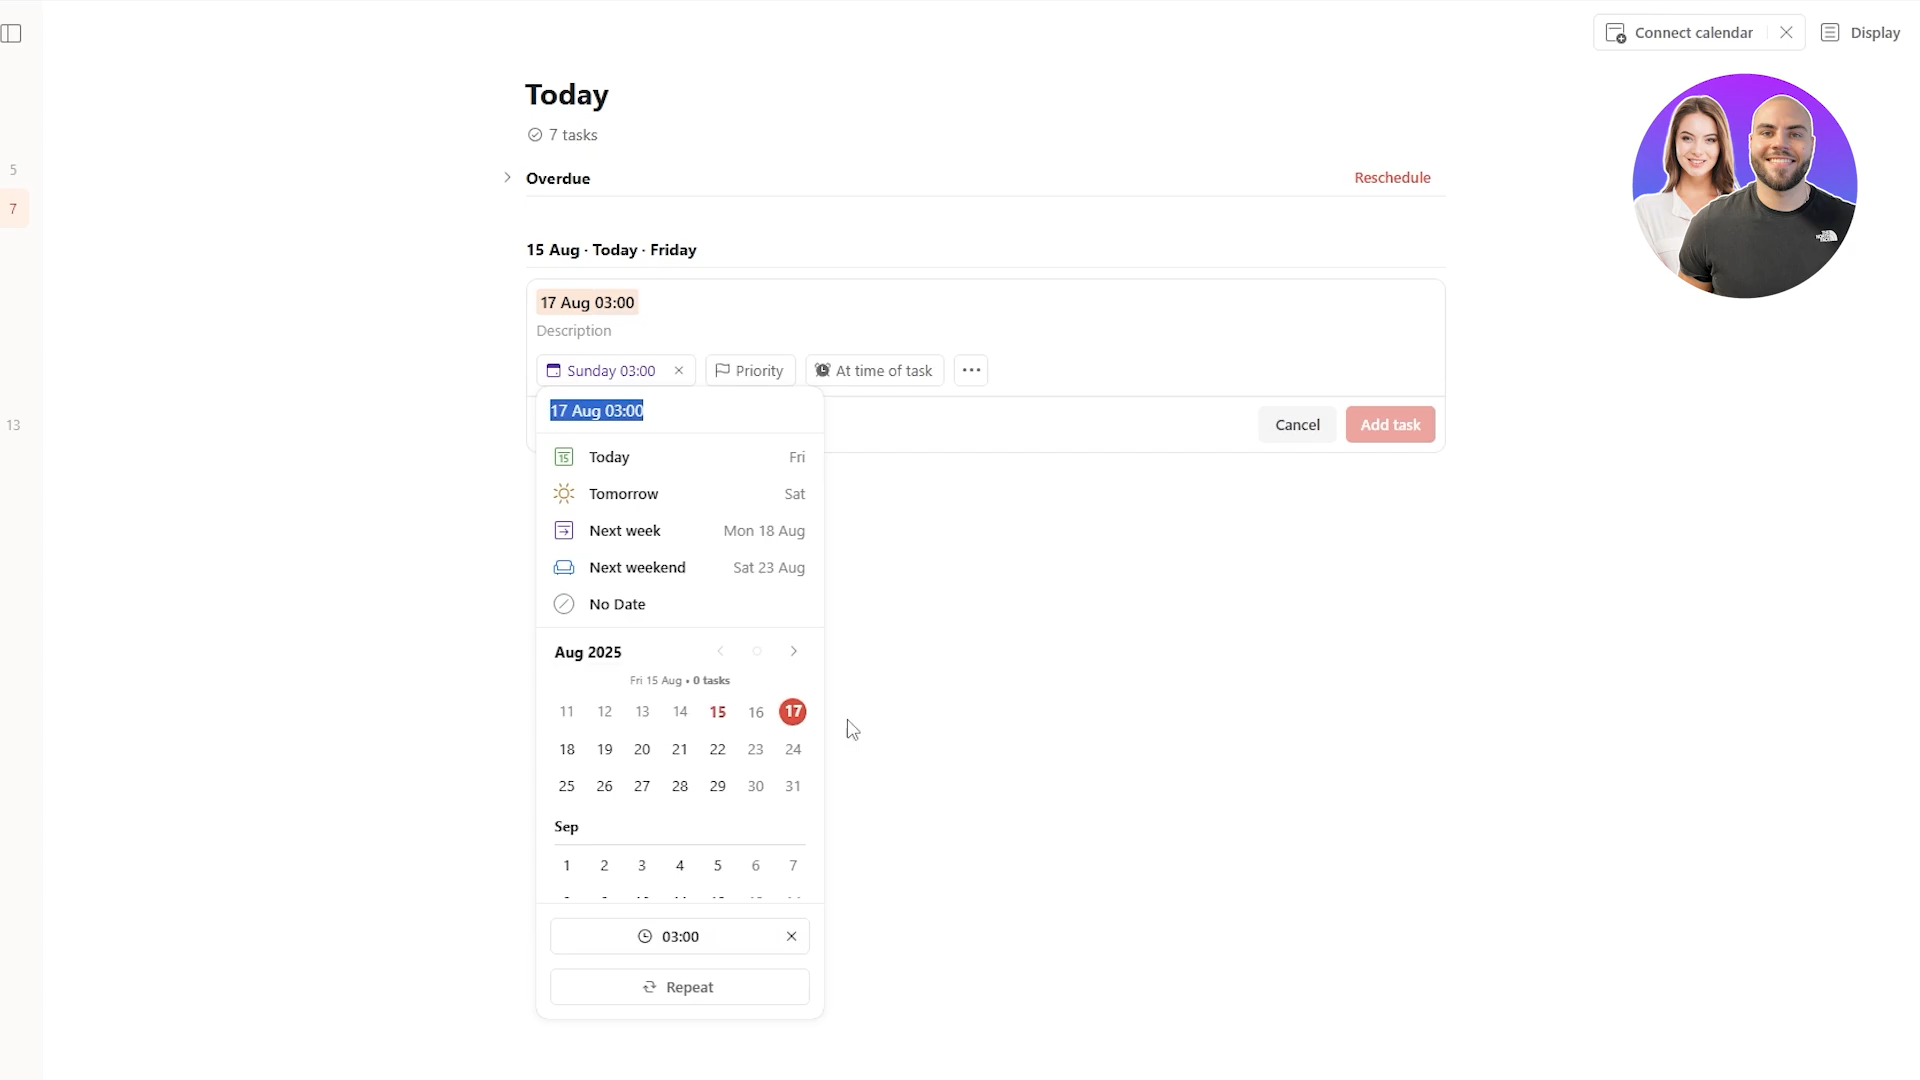 Connect calendar
Display
Today
7 tasks
5
Overdue
Reschedule
7
15 Aug · Today · Friday
17 Aug 03:00
Description
Sunday 03:00
Priority
At time of task
17 Aug 03:00
13
Cancel
Add task
15 Today Fri
Tomorrow Sat
Next week Mon 18 Aug
Next weekend Sat 23 Aug
No Date
Aug 2025
Fri 15 Aug • 0 tasks
11 12 13 14 15 16 17
18 19 20 21 22 23 24
25 26 27 28 29 30 31
Sep
1 2 3 4 5 6 7
03:00
Repeat